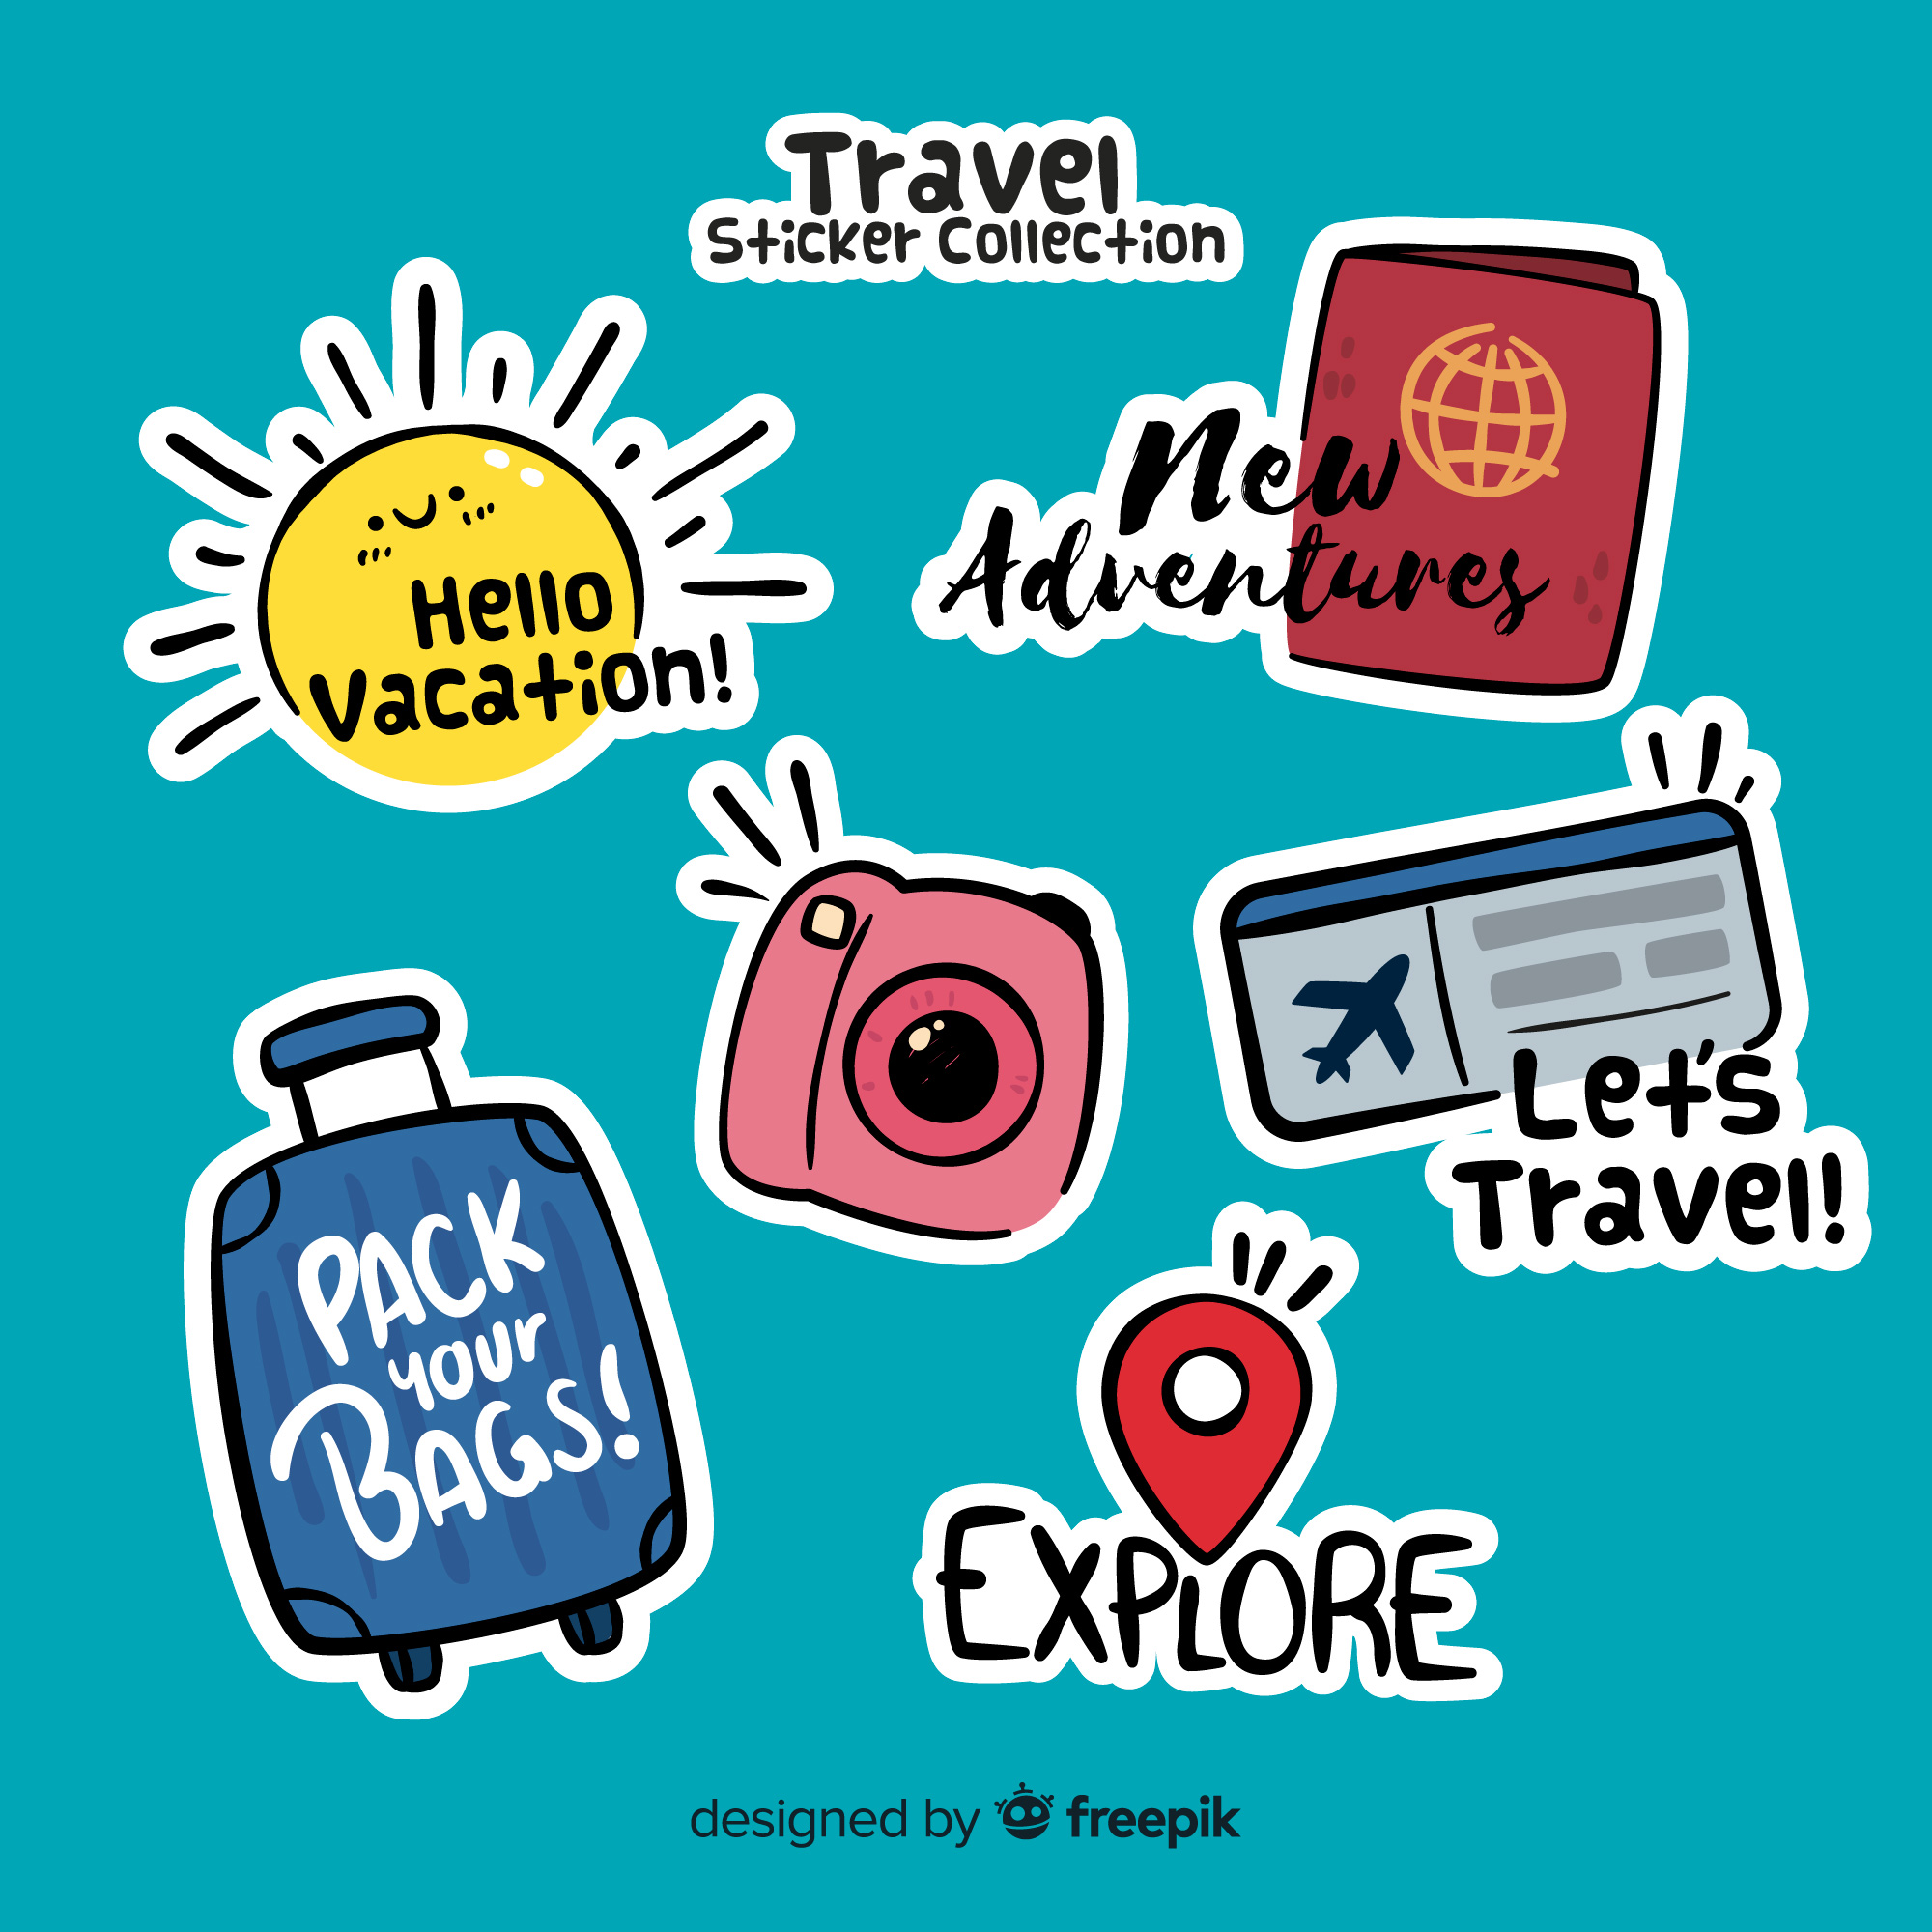 Travel
Sticker Collection
New
Adventures
Hello
Vacation!
Let's
Travel!
PACK
your
BAGS!
EXPLORE
designed by freepik